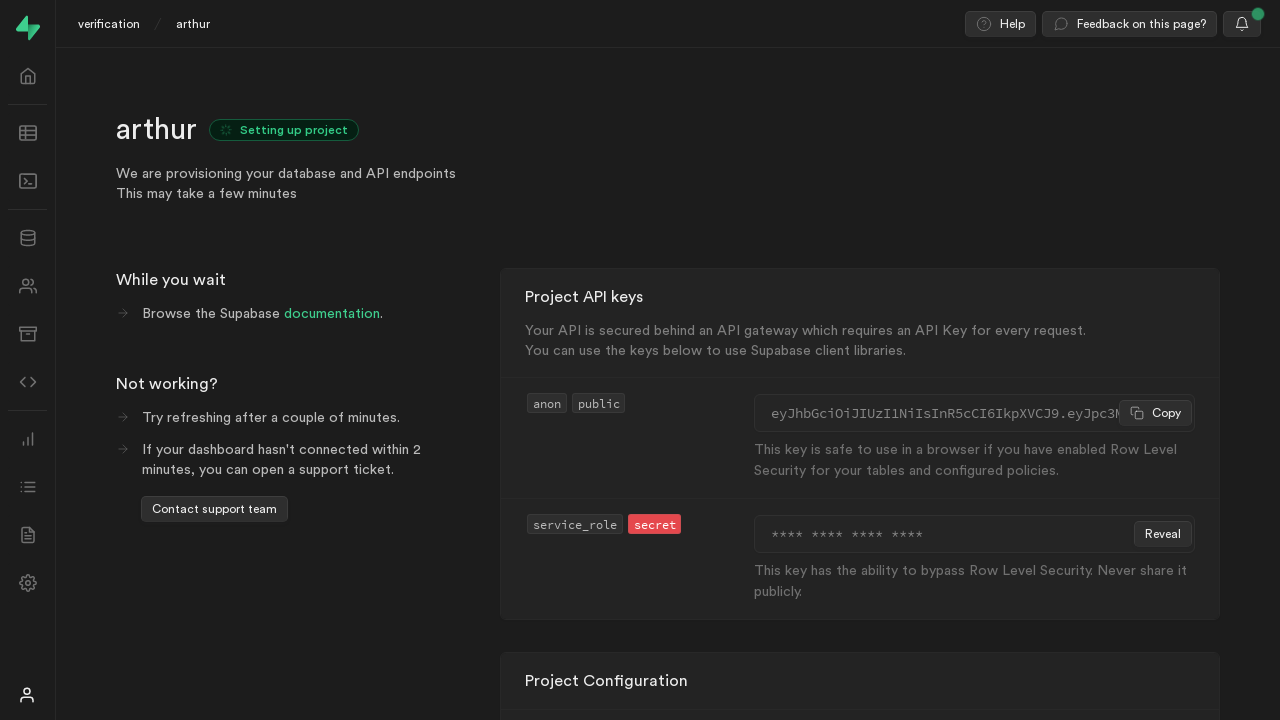 verification / arthur
Help
Feedback on this page?
arthur
Setting up project
We are provisioning your database and API endpoints
This may take a few minutes
While you wait
Browse the Supabase documentation.
Not working?
Try refreshing after a couple of minutes.
If your dashboard hasn't connected within 2
minutes, you can open a support ticket.
Contact support team
Project API keys
Your API is secured behind an API gateway which requires an API Key for every request.
You can use the keys below to use Supabase client libraries.
anon public
eyJhbGciOiJIUzI1NiIsInR5cCI6IkpXVCJ9.eyJpc3M
Copy
This key is safe to use in a browser if you have enabled Row Level
Security for your tables and configured policies.
service_role secret
**** **** **** ****
Reveal
This key has the ability to bypass Row Level Security. Never share it
publicly.
Project Configuration